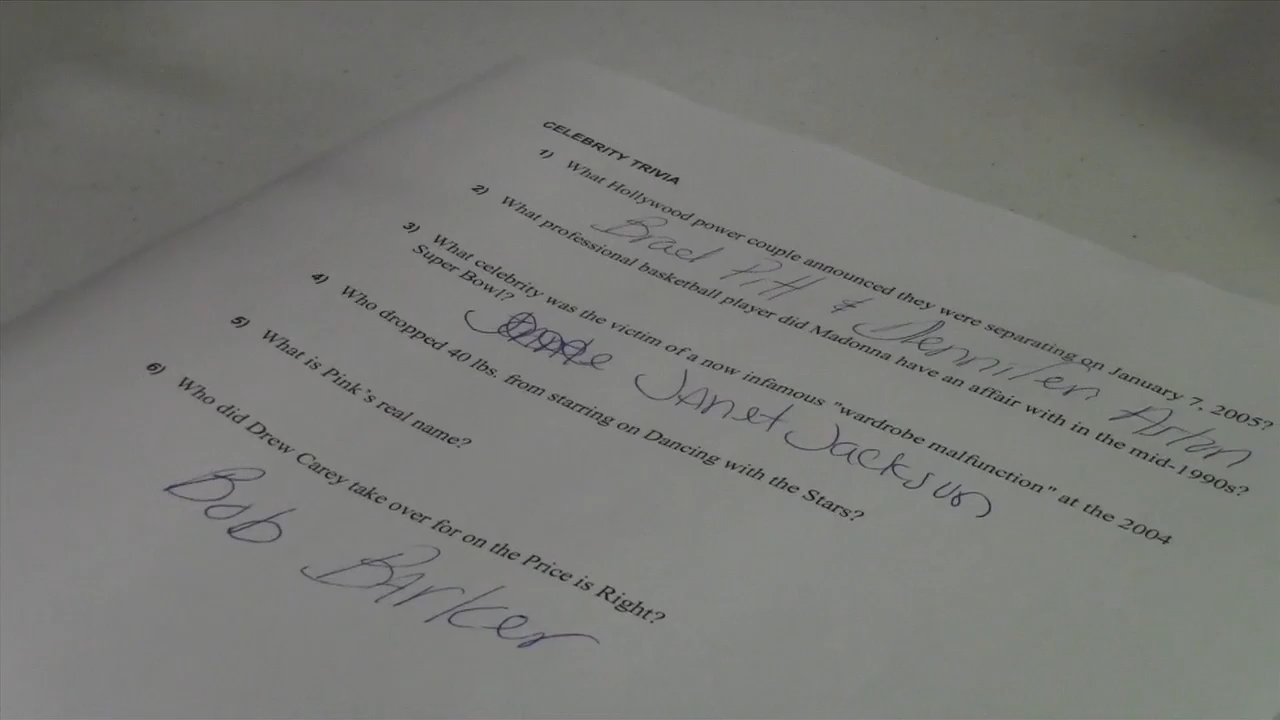 CELEBRITY TRIVIA
1) What Hollywood power couple announced they were separating on January 7, 2005?
Brad Pitt & Jennifer Aston
2) What professional basketball player did Madonna have an affair with in the mid-1990s?
3) What celebrity was the victim of a now infamous "wardrobe malfunction" at the 2004
Super Bowl?
Janet Jackson
4) Who dropped 40 lbs. from starring on Dancing with the Stars?
5) What is Pink's real name?
6) Who did Drew Carey take over for on the Price is Right?
Bob Barker